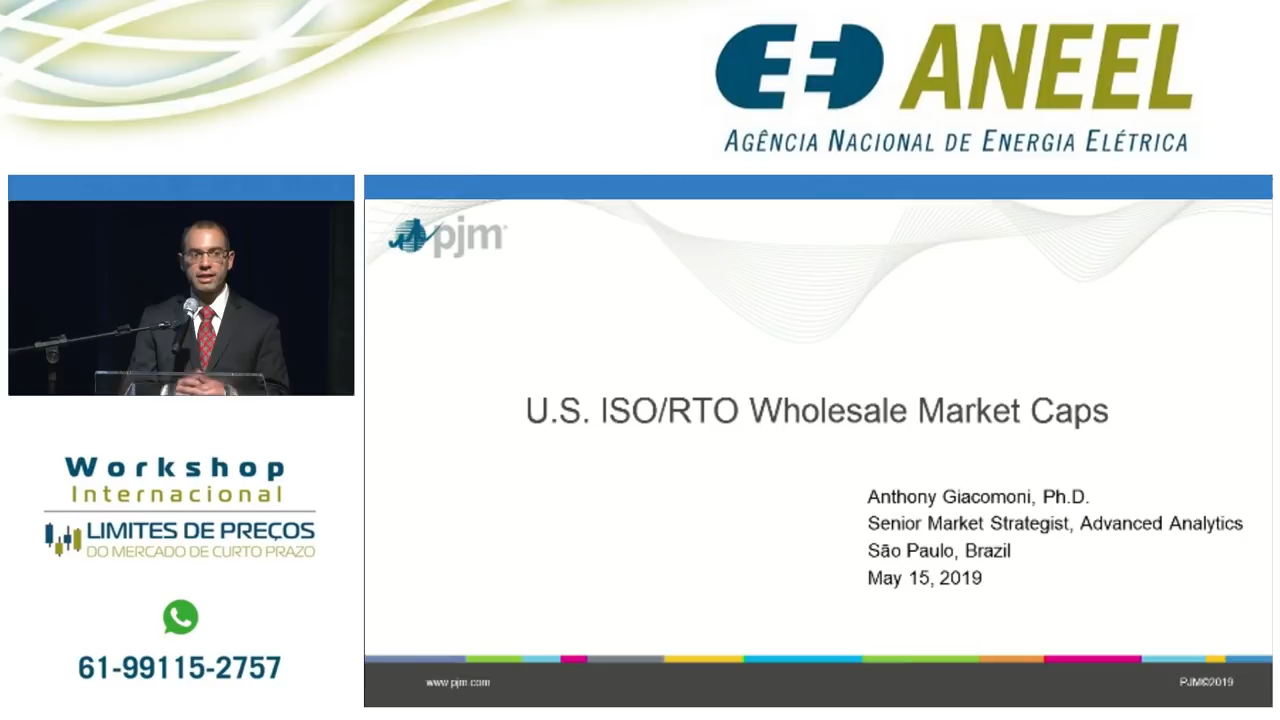 ANEEL
AGÊNCIA NACIONAL DE ENERGIA ELÉTRICA
pjm
U.S. ISO/RTO Wholesale Market Caps
Anthony Giacomoni, Ph.D.
Senior Market Strategist, Advanced Analytics
São Paulo, Brazil
May 15, 2019
www.pjm.com
PJM©2019
Workshop
Internacional
LIMITES DE PREÇOS
DO MERCADO DE CURTO PRAZO
61-99115-2757